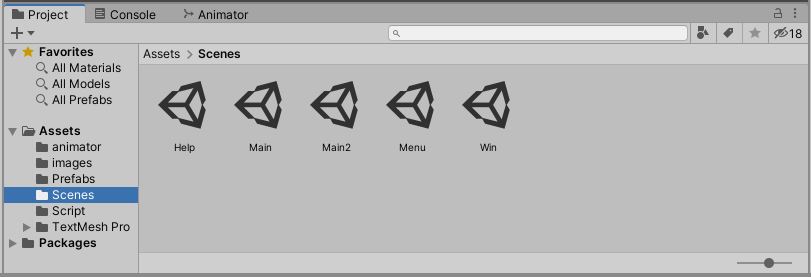 Project Console Animator
18
Favorites
All Materials
All Models
All Prefabs
Assets > Scenes
Assets
animator
images
Prefabs
Scenes
Script
TextMesh Pro
Packages
Help Main Main2 Menu Win